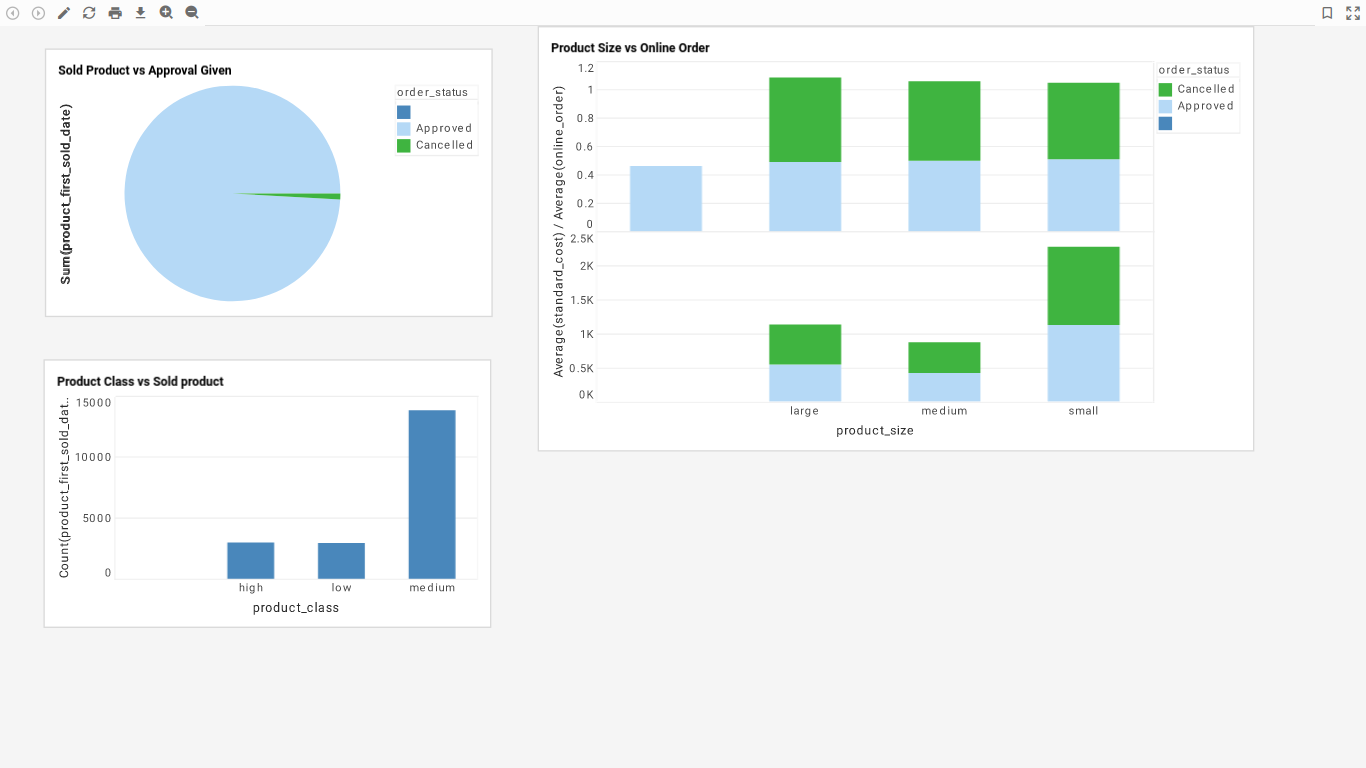 Sold Product vs Approval Given
Sum(product_first_sold_date)
order_status
Approved
Cancelled
Product Class vs Sold product
Count(product_first_sold_dat..
15000
10000
5000
0
high low medium
product_class
Product Size vs Online Order
Average(standard_cost) / Average(online_order)
1.2
1
0.8
0.6
0.4
0.2
0
2.5K
2K
1.5K
1K
0.5K
0K
large medium small
product_size
order_status
Cancelled
Approved